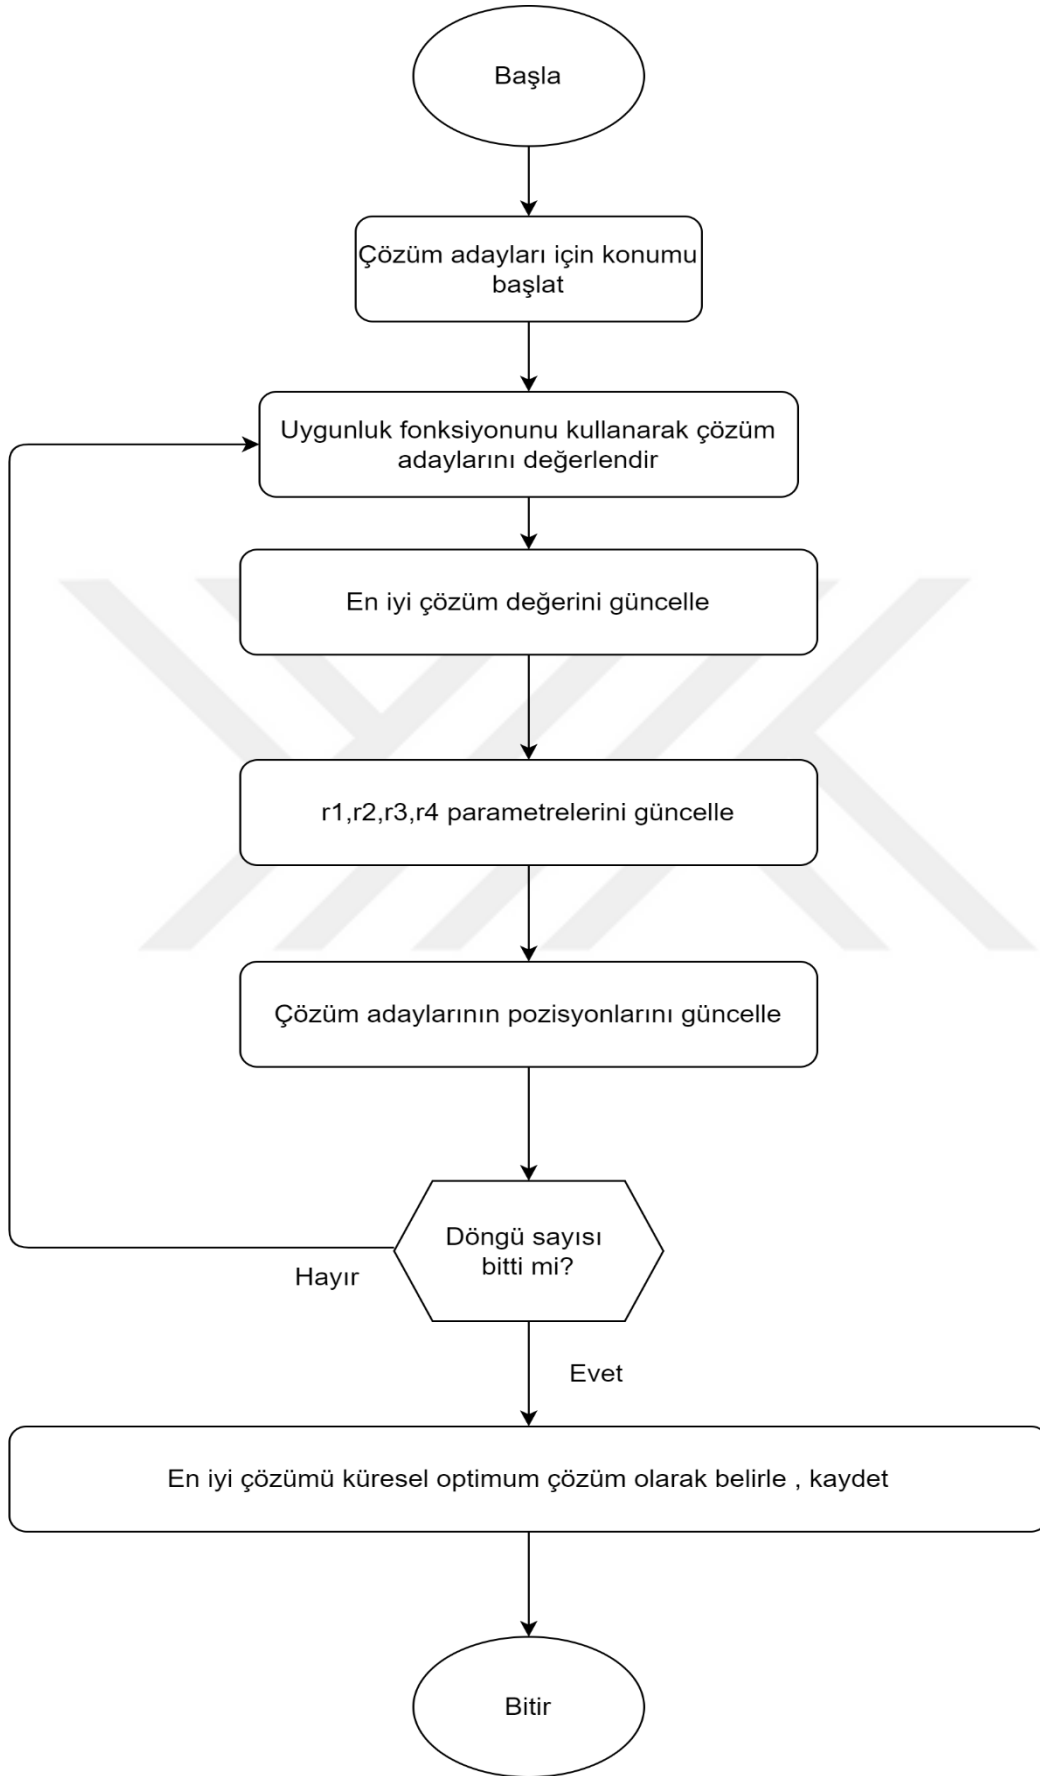 Başla
Çözüm adayları için konumu
başlat
Uygunluk fonksiyonunu kullanarak çözüm
adaylarını değerlendir
En iyi çözüm değerini güncelle
r1,r2,r3,r4 parametrelerini güncelle
Çözüm adaylarının pozisyonlarını güncelle
Döngü sayısı
bitti mi?
Hayır
Evet
En iyi çözümü küresel optimum çözüm olarak belirle , kaydet
Bitir